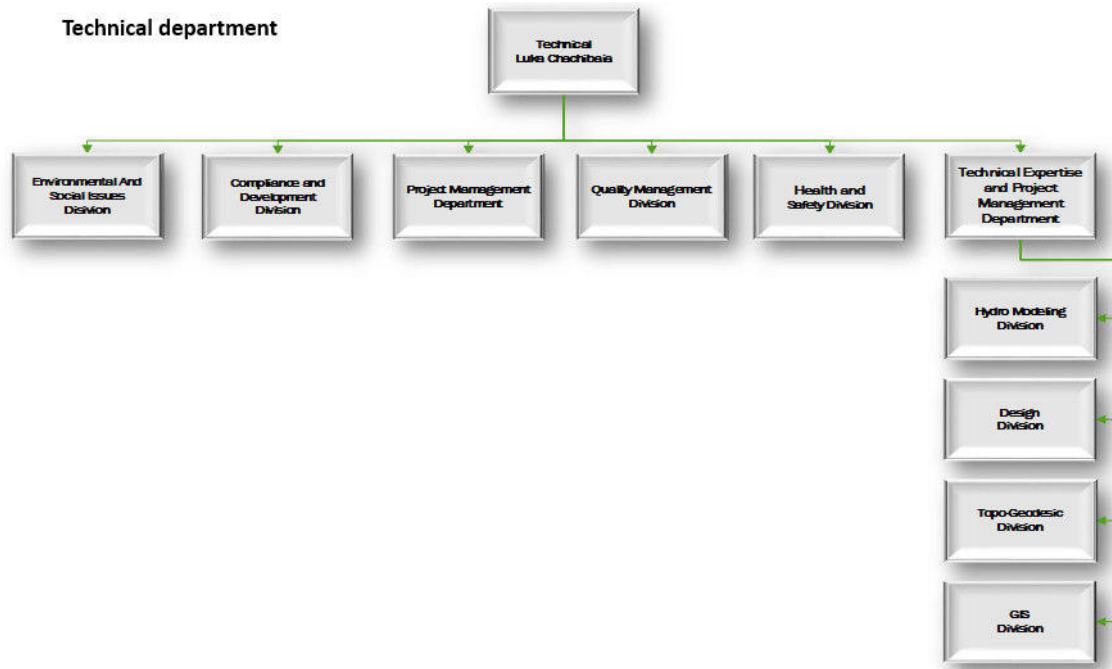 Technical department
Technical
Luka Chachibaia
Environmental And
Social Issues
Disivion
Compliance and
Development
Division
Project Mamagement
Department
Quality Management
Division
Health and
Safety Division
Technical Expertise
and Project
Management
Department
Hydro Modeling
Division
Design
Division
Topo-Geodesic
Division
GIS
Division